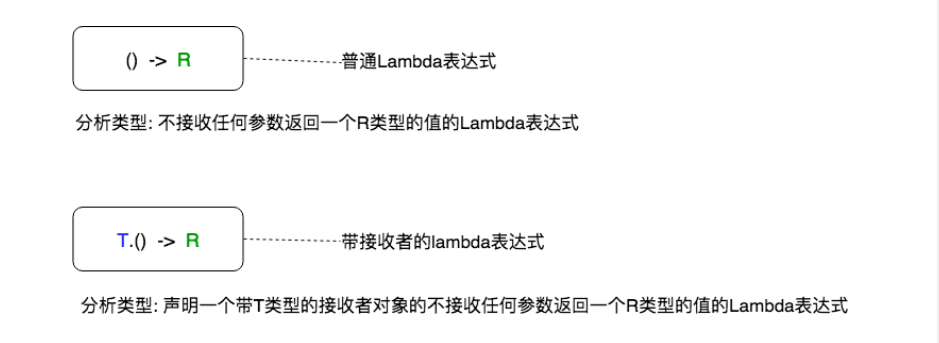 () -> R
普通Lambda表达式
分析类型: 不接收任何参数返回一个R类型的值的Lambda表达式
T.() -> R
带接收者的lambda表达式
分析类型: 声明一个带T类型的接收者对象的不接收任何参数返回一个R类型的值的Lambda表达式